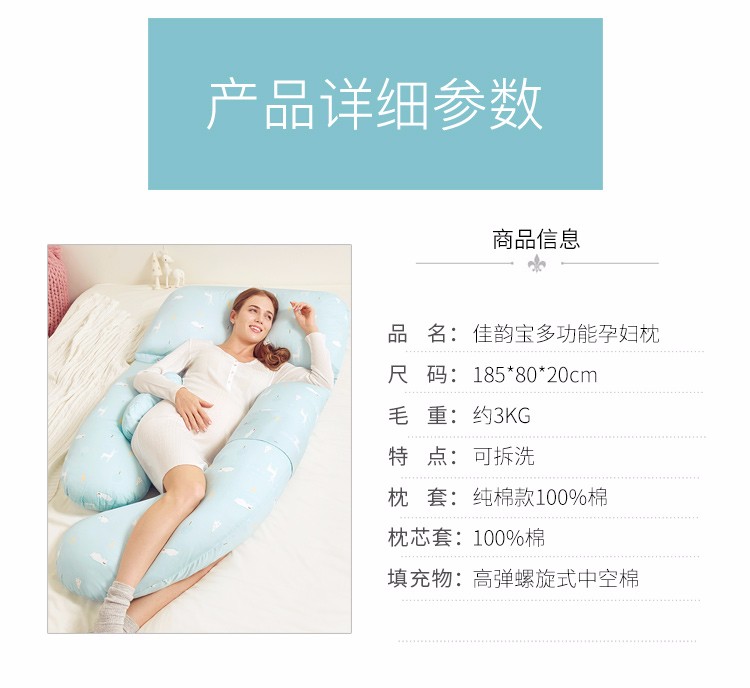 产品详细参数
商品信息
品 名：佳韵宝多功能孕妇枕
尺 码：185*80*20cm
毛 重：约3KG
特 点：可拆洗
枕 套：纯棉款100%棉
枕芯套：100%棉
填充物：高弹螺旋式中空棉